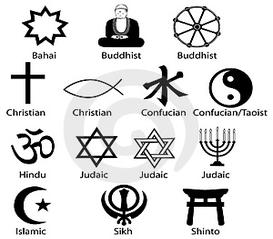 Bahai Buddhist Buddhist
Christian Christian Confucian Confucian/Taoist
Hindu Judaic Judaic Judaic
Islamic Sikh Shinto